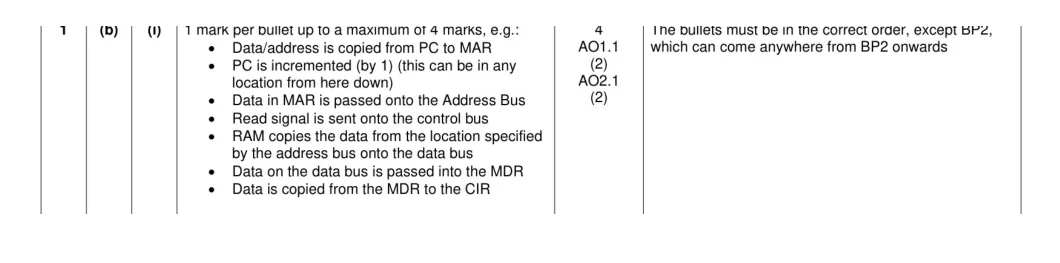 1 (b) (i) 1 mark per bullet up to a maximum of 4 marks, e.g.: 4 The bullets must be in the correct order, except BP2,
• Data/address is copied from PC to MAR AO1.1 which can come anywhere from BP2 onwards
• PC is incremented (by 1) (this can be in any (2)
location from here down) AO2.1
• Data in MAR is passed onto the Address Bus (2)
• Read signal is sent onto the control bus
• RAM copies the data from the location specified
by the address bus onto the data bus
• Data on the data bus is passed into the MDR
• Data is copied from the MDR to the CIR